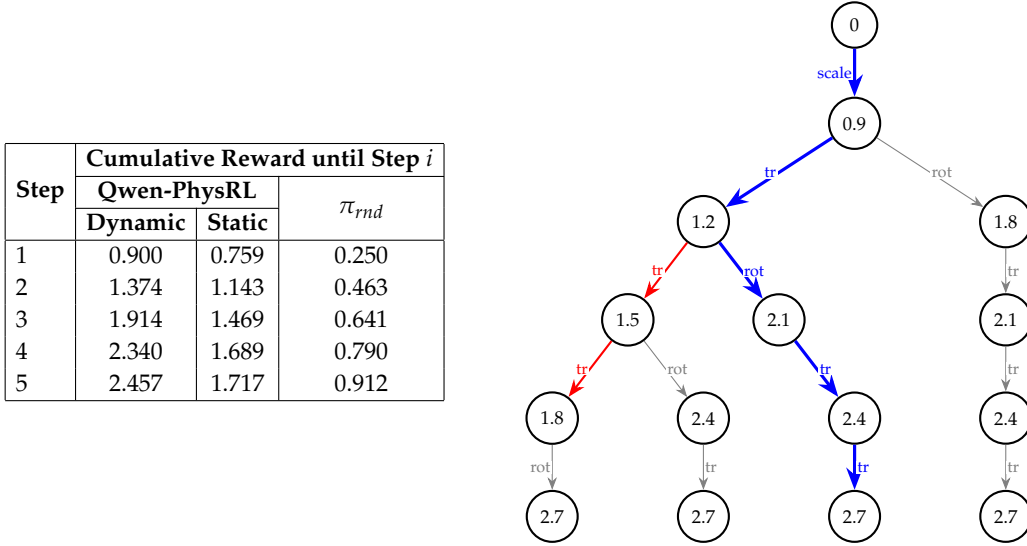 Cumulative Reward until Step i
Step
Qwen-PhysRL
π_rnd
Dynamic Static
1 0.900 0.759 0.250
2 1.374 1.143 0.463
3 1.914 1.469 0.641
4 2.340 1.689 0.790
5 2.457 1.717 0.912
0
scale
0.9
tr rot
1.2 1.8
tr rot tr
1.5 2.1 2.1
tr rot tr tr
1.8 2.4 2.4 2.4
rot tr tr tr
2.7 2.7 2.7 2.7